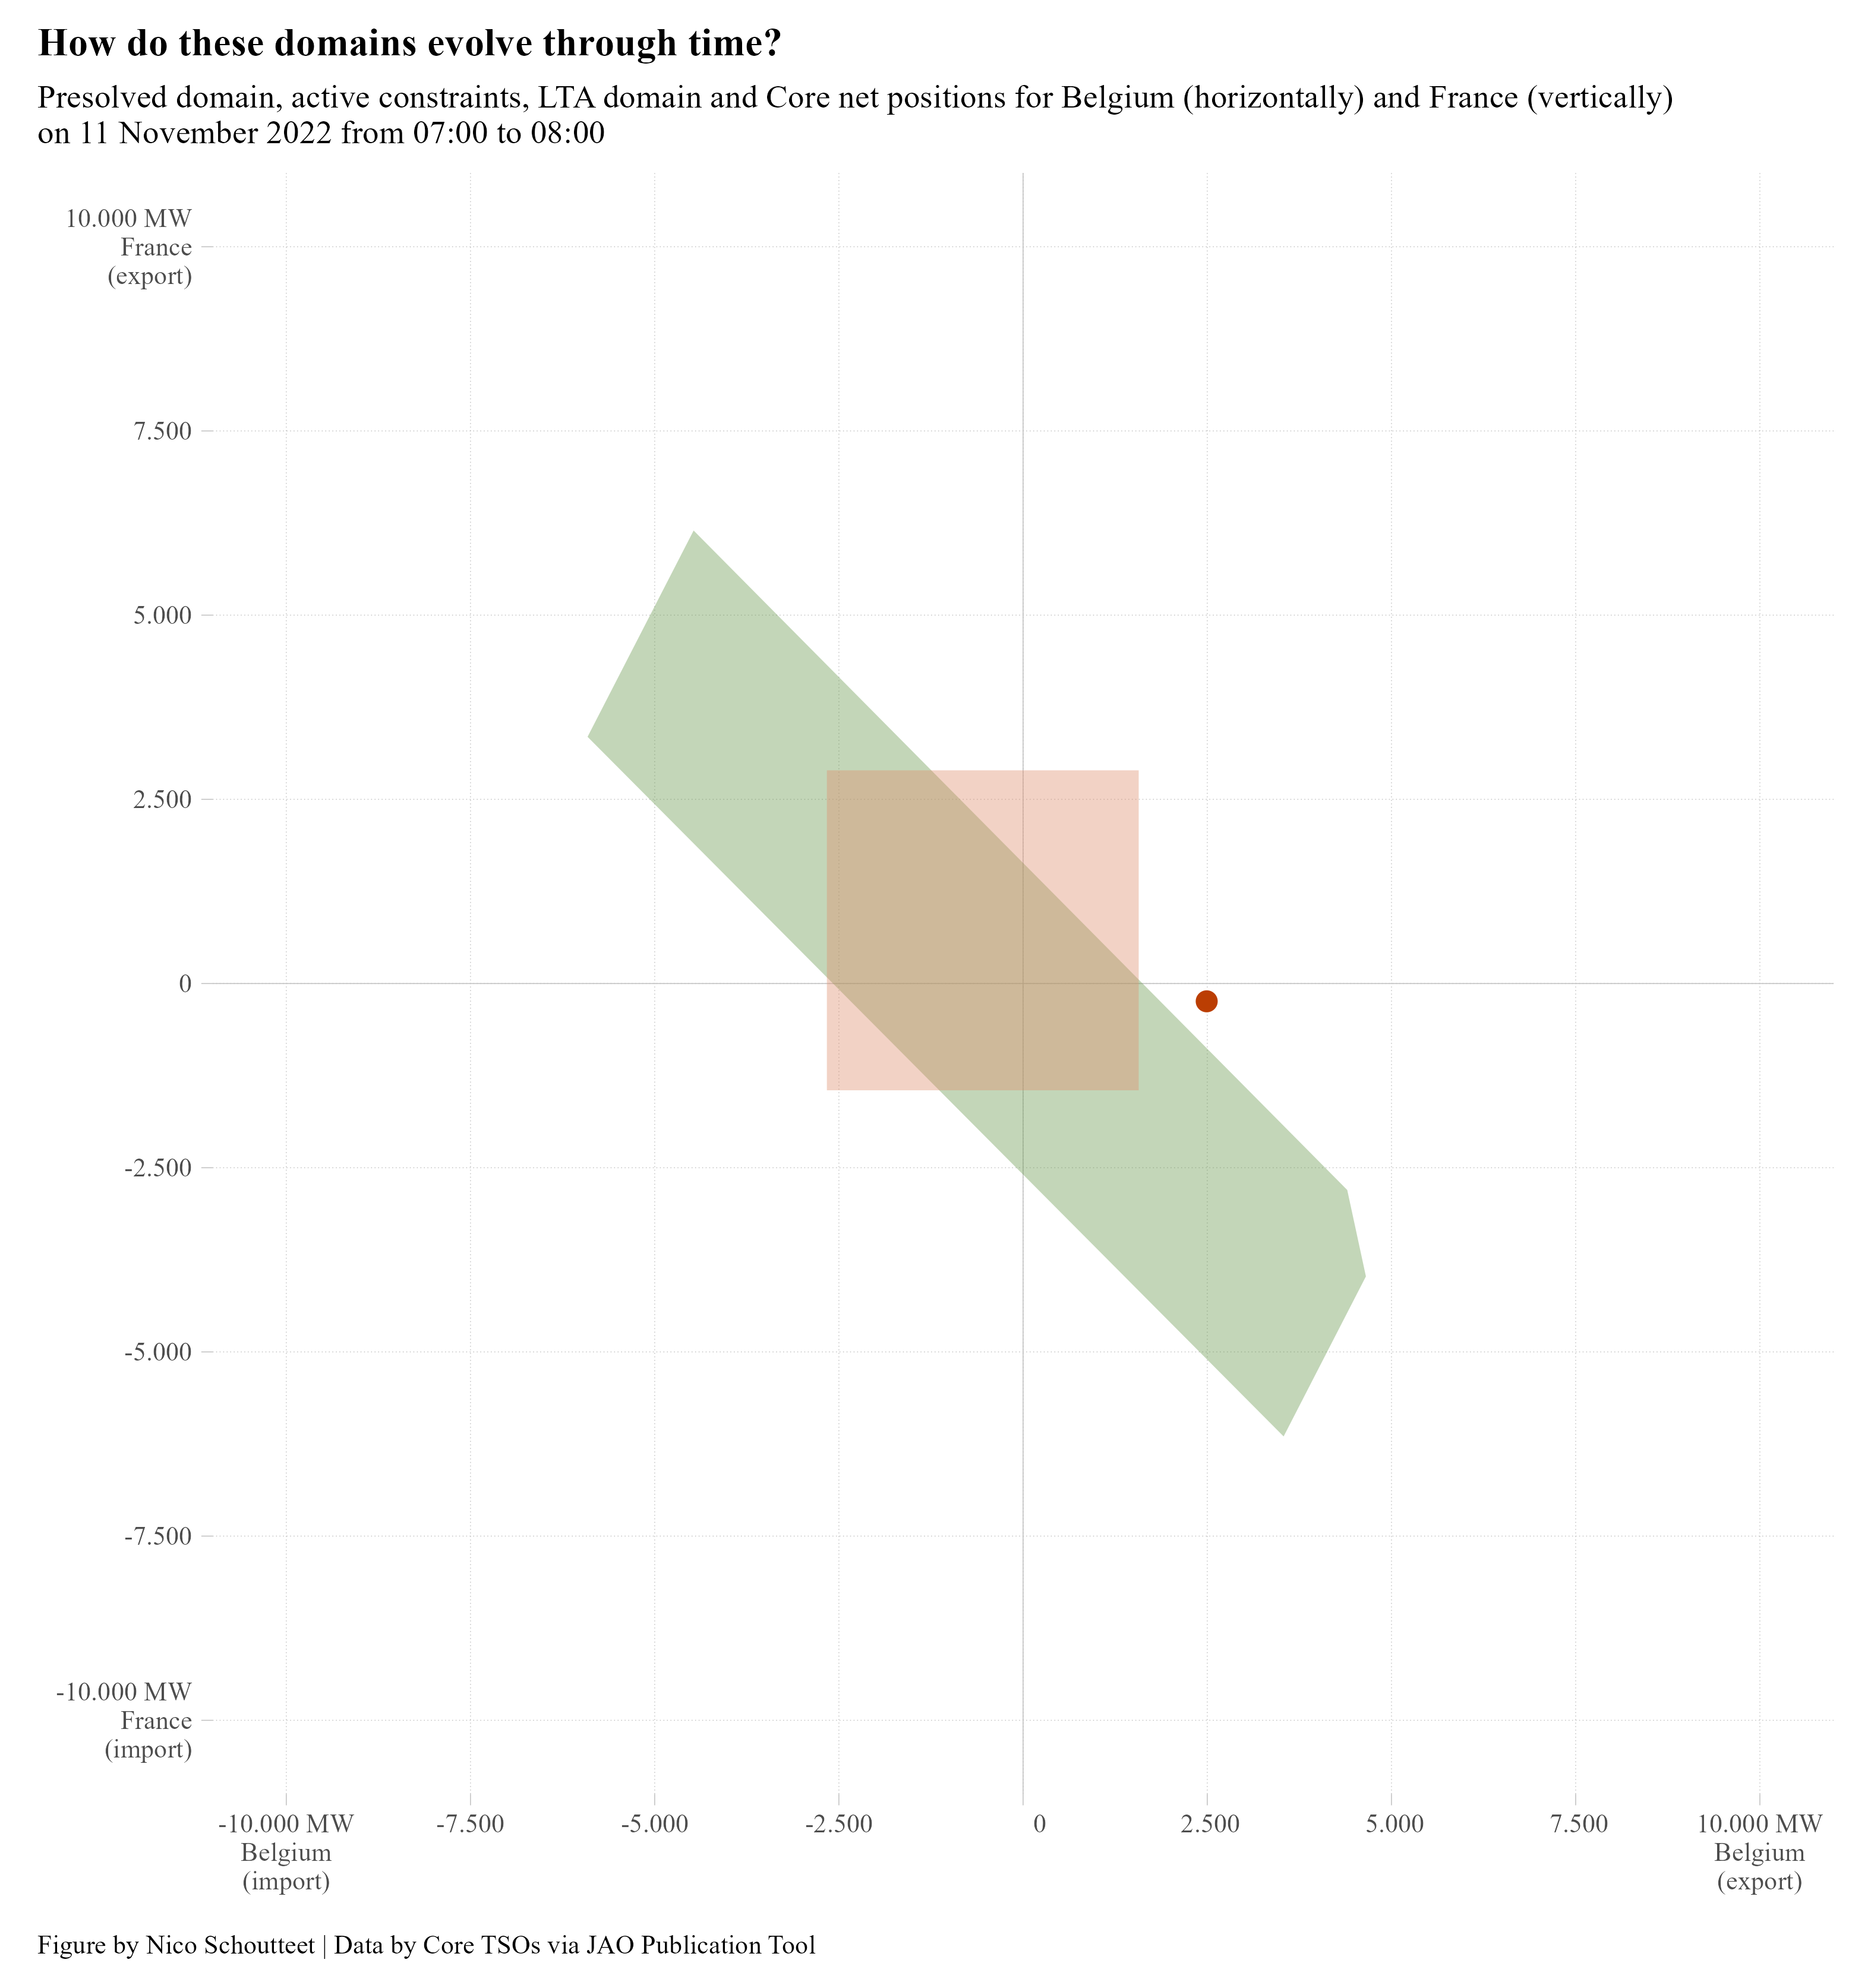 How do these domains evolve through time?
Presolved domain, active constraints, LTA domain and Core net positions for Belgium (horizontally) and France (vertically)
on 11 November 2022 from 07:00 to 08:00
10.000 MW
France
(export)
7.500
5.000
2.500
0
-2.500
-5.000
-7.500
-10.000 MW
France
(import)
-10.000 MW
Belgium
(import)
-7.500
-5.000
-2.500
0
2.500
5.000
7.500
10.000 MW
Belgium
(export)
Figure by Nico Schoutteet | Data by Core TSOs via JAO Publication Tool